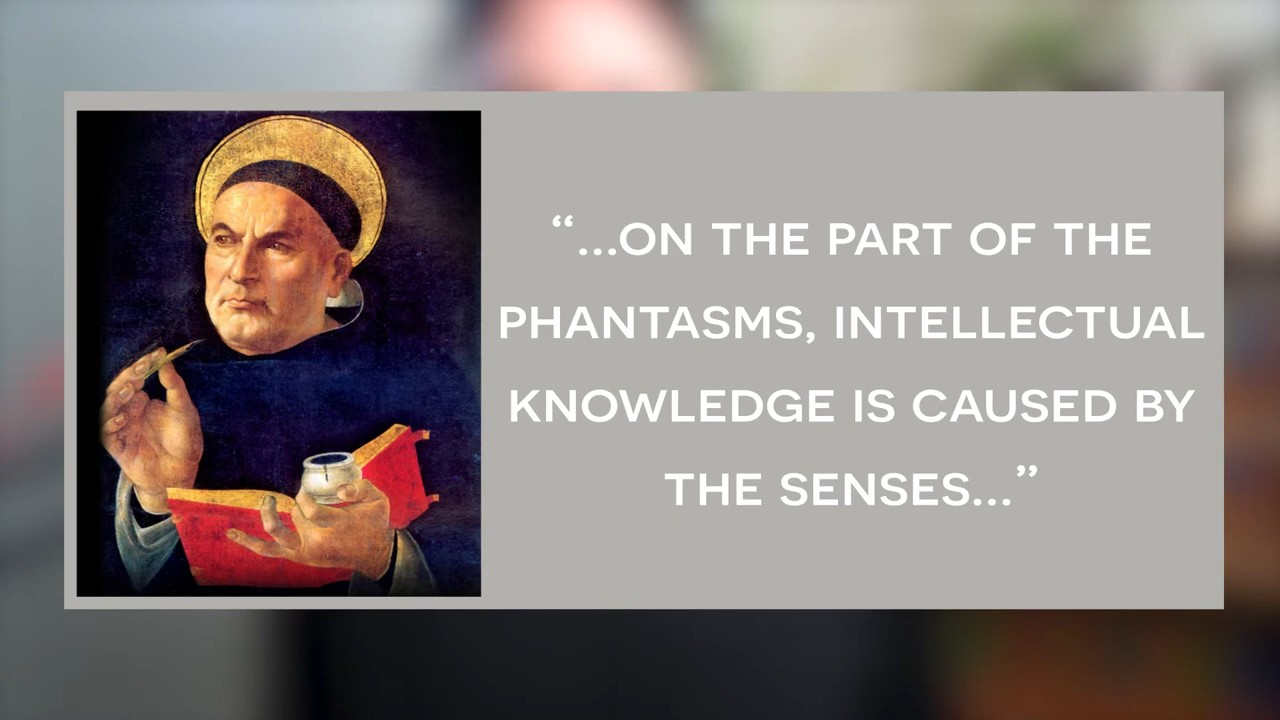 “...ON THE PART OF THE
PHANTASMS, INTELLECTUAL
KNOWLEDGE IS CAUSED BY
THE SENSES...”